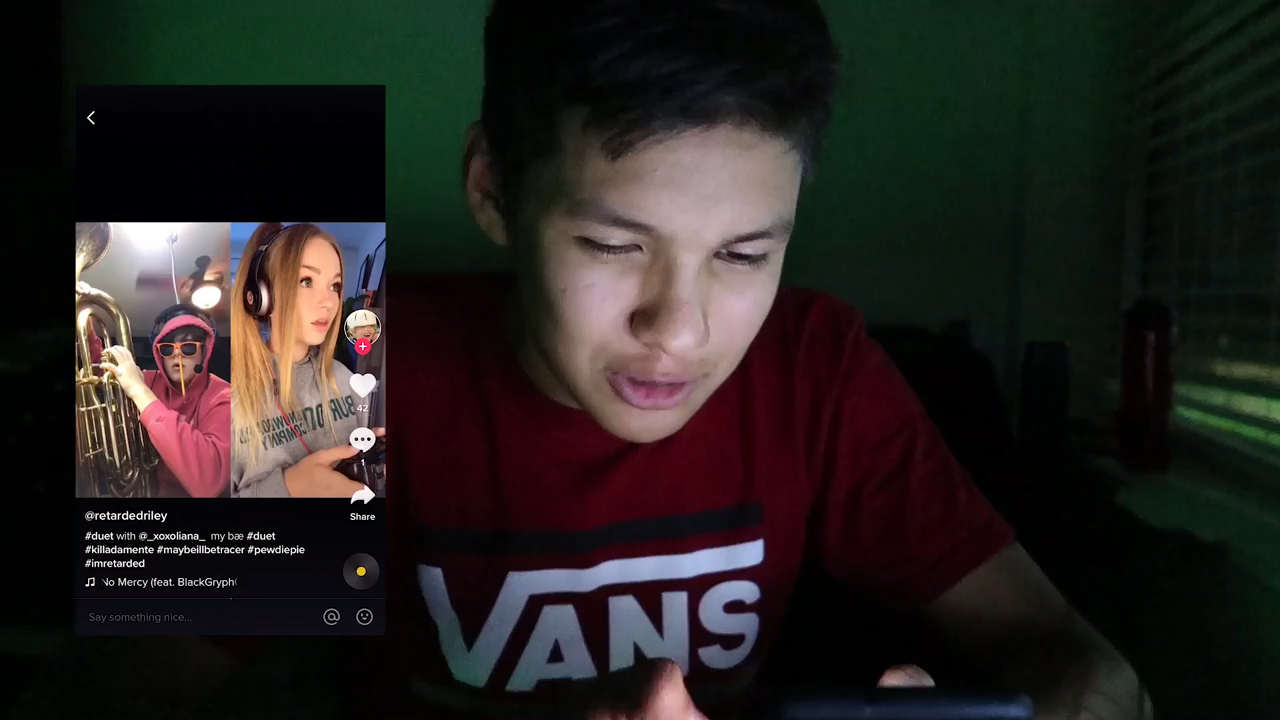 42
1
Share
@retardedriley
#duet with @_xoxoliana_ my bæ #duet
#killadamente #maybeillbetracer #pewdiepie
#imretarded
No Mercy (feat. BlackGryph
Say something nice...
VANS